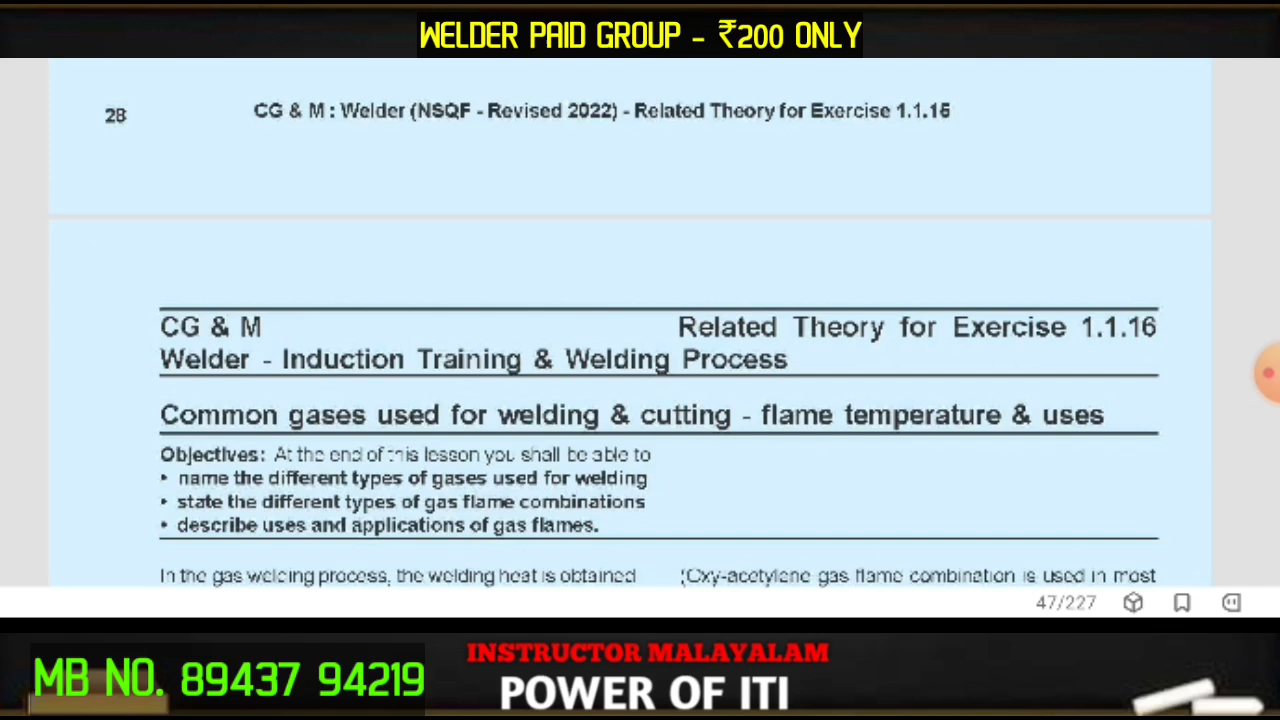 WELDER PAID GROUP - ₹200 ONLY
28 CG & M : Welder (NSQF - Revised 2022) - Related Theory for Exercise 1.1.15
CG & M Related Theory for Exercise 1.1.16
Welder - Induction Training & Welding Process
Common gases used for welding & cutting - flame temperature & uses
Objectives: At the end of this lesson you shall be able to
• name the different types of gases used for welding
• state the different types of gas flame combinations
• describe uses and applications of gas flames.
In the gas welding process, the welding heat is obtained
(Oxy-acetylene gas flame combination is used in most
47/227
MB NO. 89437 94219
INSTRUCTOR MALAYALAM
POWER OF ITI